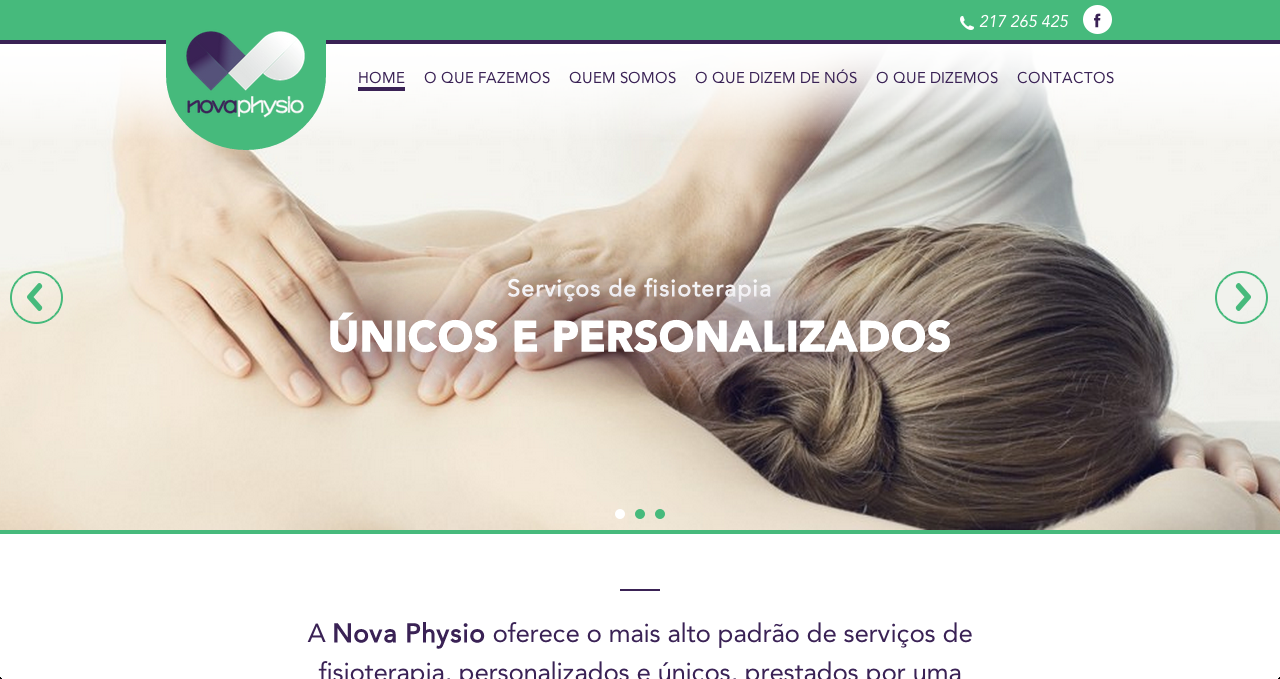 217 265 425
f
novaphysio
HOME O QUE FAZEMOS QUEM SOMOS O QUE DIZEM DE NÓS O QUE DIZEMOS CONTACTOS
Serviços de fisioterapia
ÚNICOS E PERSONALIZADOS
A Nova Physio oferece o mais alto padrão de serviços de
fisioterapia, personalizados e únicos, prestados por uma